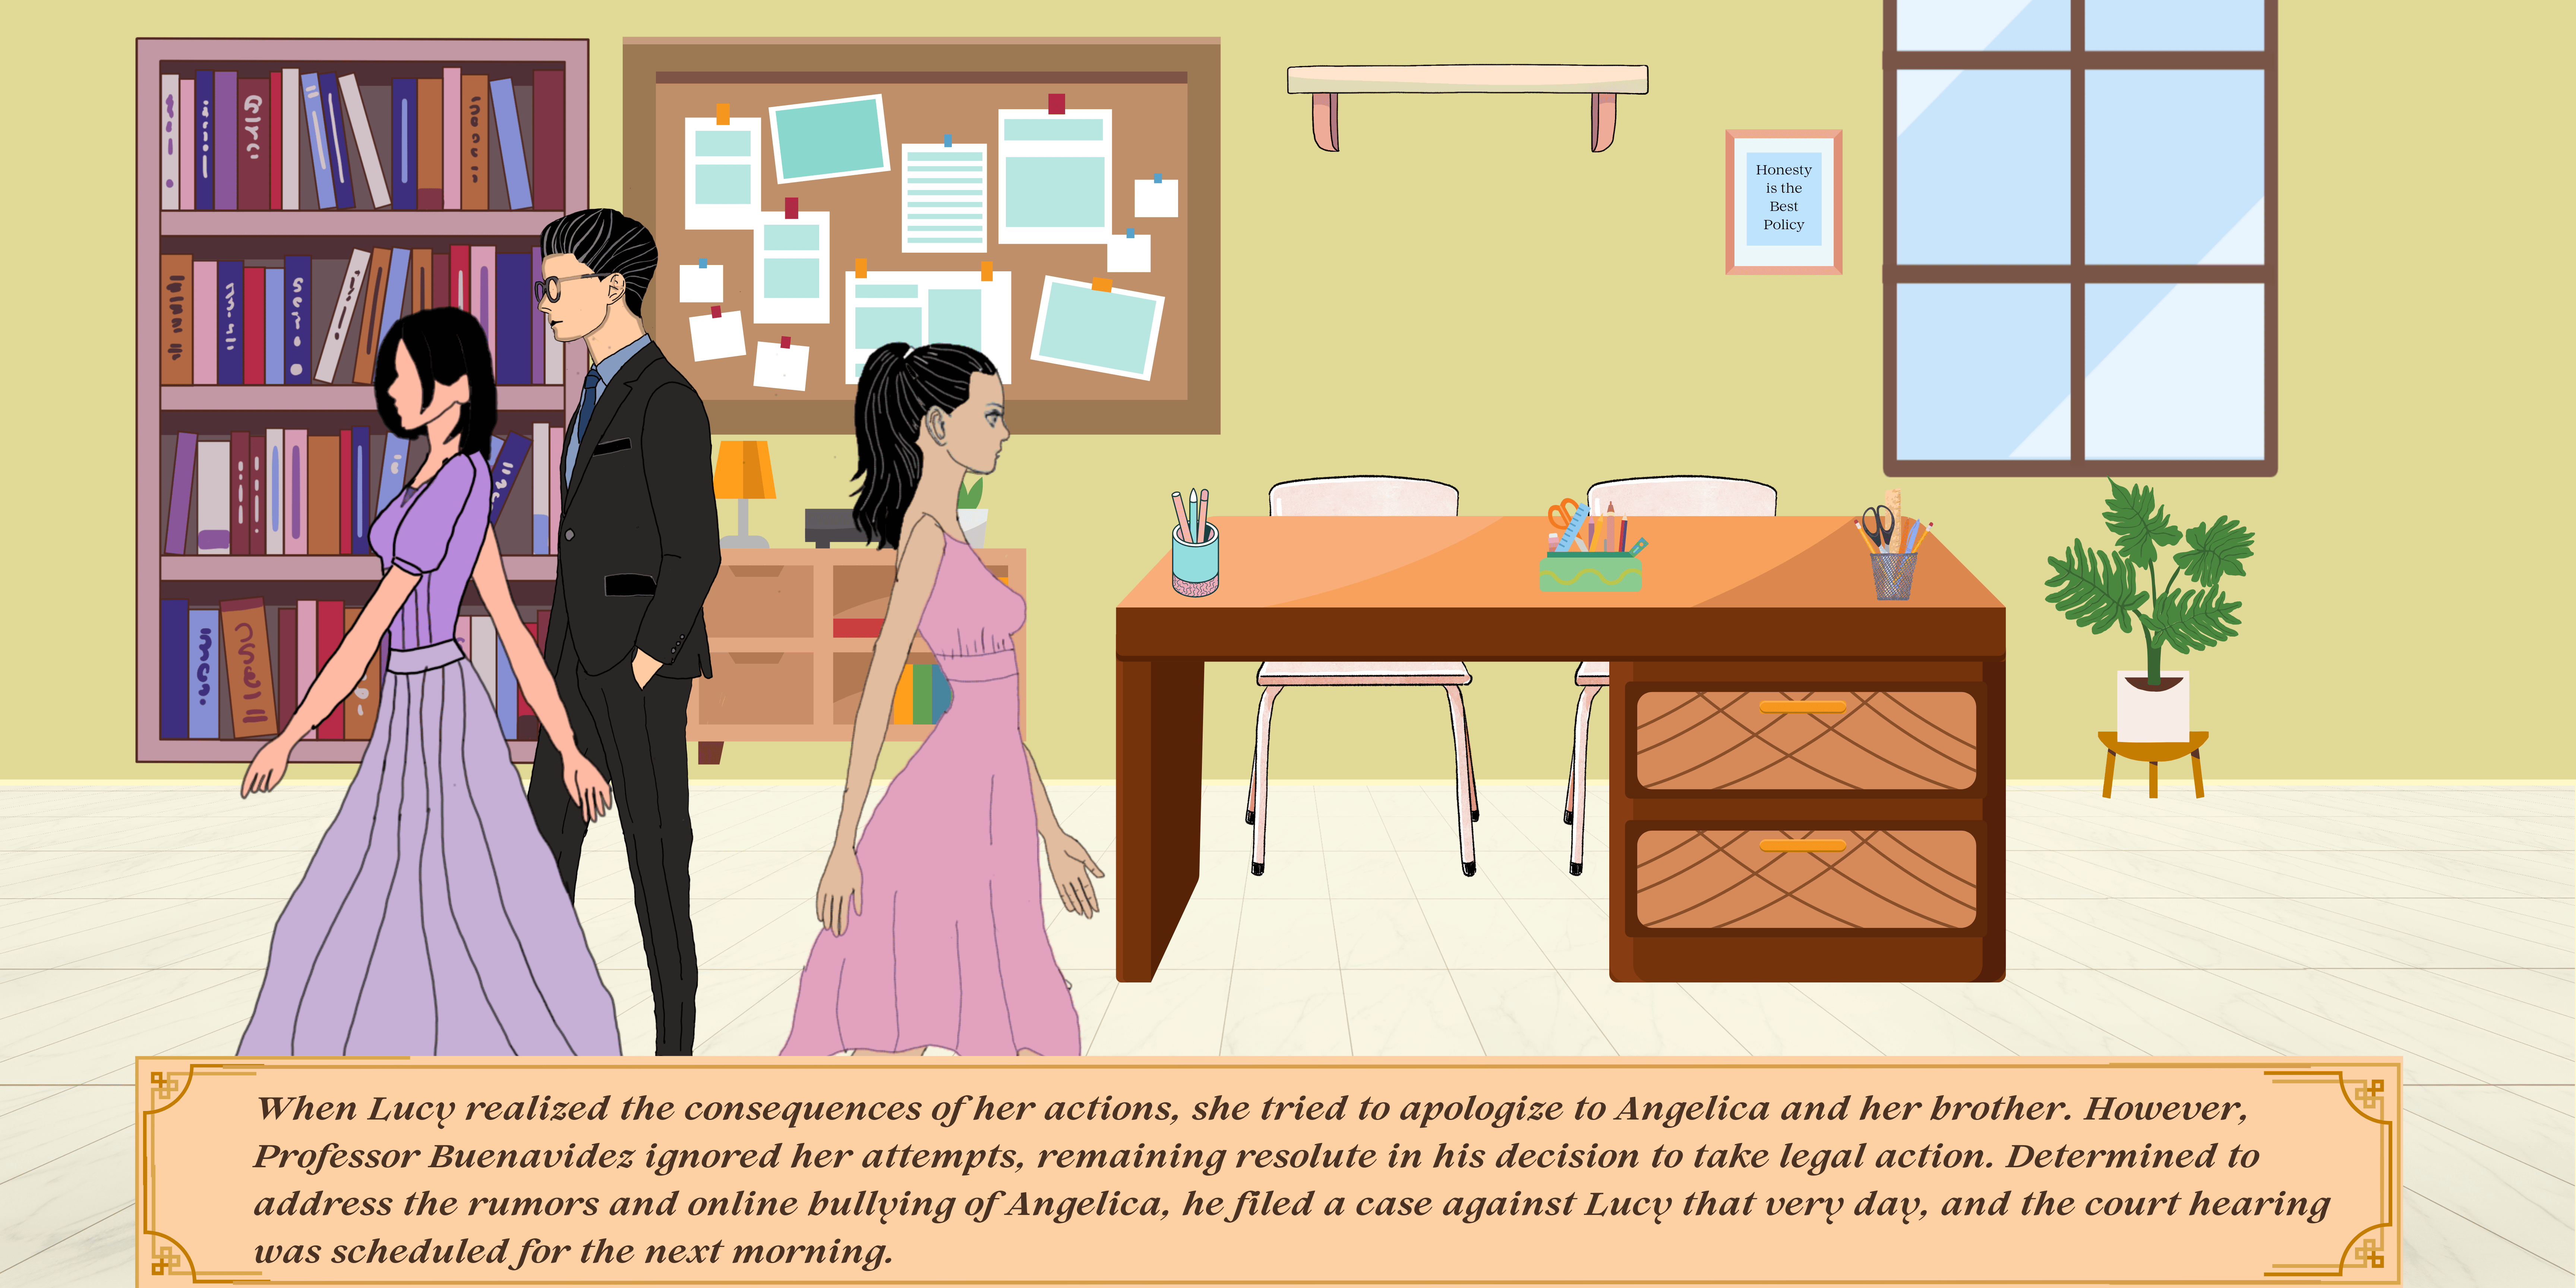 Honesty
is the
Best
Policy
When Lucy realized the consequences of her actions, she tried to apologize to Angelica and her brother. However,
Professor Buenavidez ignored her attempts, remaining resolute in his decision to take legal action. Determined to
address the rumors and online bullying of Angelica, he filed a case against Lucy that very day, and the court hearing
was scheduled for the next morning.